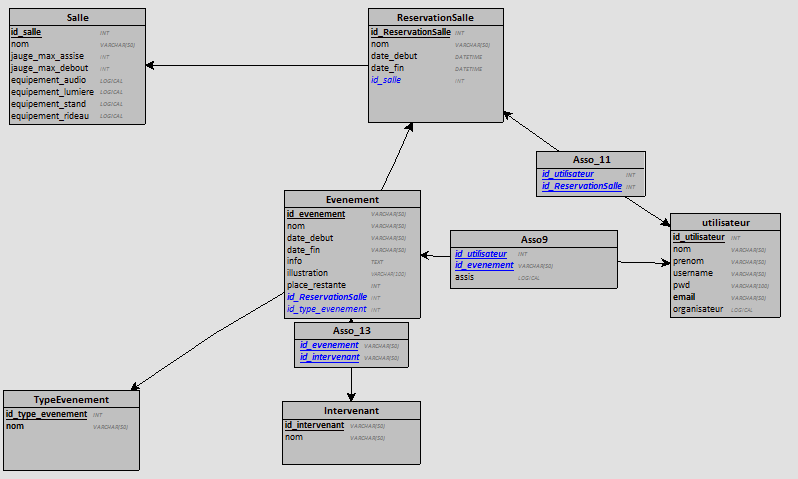 Salle
id_salle INT
nom VARCHAR(50)
jauge_max_assise INT
jauge_max_debout INT
equipement_audio LOGICAL
equipement_lumiere LOGICAL
equipement_stand LOGICAL
equipement_rideau LOGICAL
ReservationSalle
id_ReservationSalle INT
nom VARCHAR(50)
date_debut DATETIME
date_fin DATETIME
id_salle INT
Asso_11
id_utilisateur INT
id_ReservationSalle INT
Evenement
id_evenement VARCHAR(50)
nom VARCHAR(50)
date_debut VARCHAR(50)
date_fin VARCHAR(50)
info TEXT
illustration VARCHAR(100)
place_restante INT
id_ReservationSalle INT
id_type_evenement INT
Asso9
id_utilisateur INT
id_evenement VARCHAR(50)
assis LOGICAL
utilisateur
id_utilisateur INT
nom VARCHAR(50)
prenom VARCHAR(50)
username VARCHAR(50)
pwd VARCHAR(100)
email VARCHAR(50)
organisateur LOGICAL
Asso_13
id_evenement VARCHAR(50)
id_intervenant VARCHAR(50)
TypeEvenement
id_type_evenement INT
nom VARCHAR(50)
Intervenant
id_intervenant VARCHAR(50)
nom VARCHAR(50)